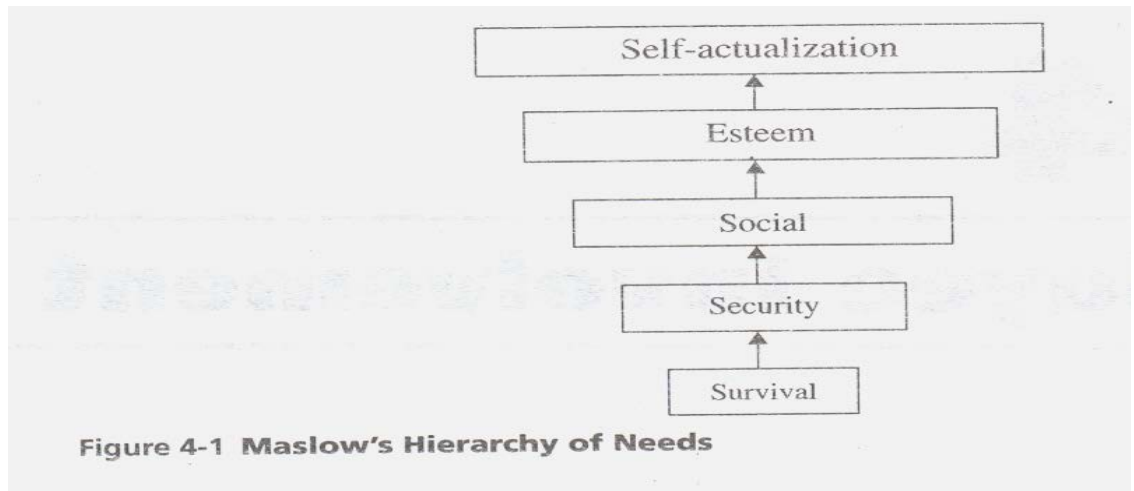 Self-actualization
Esteem
Social
Security
Survival
Figure 4-1 Maslow's Hierarchy of Needs